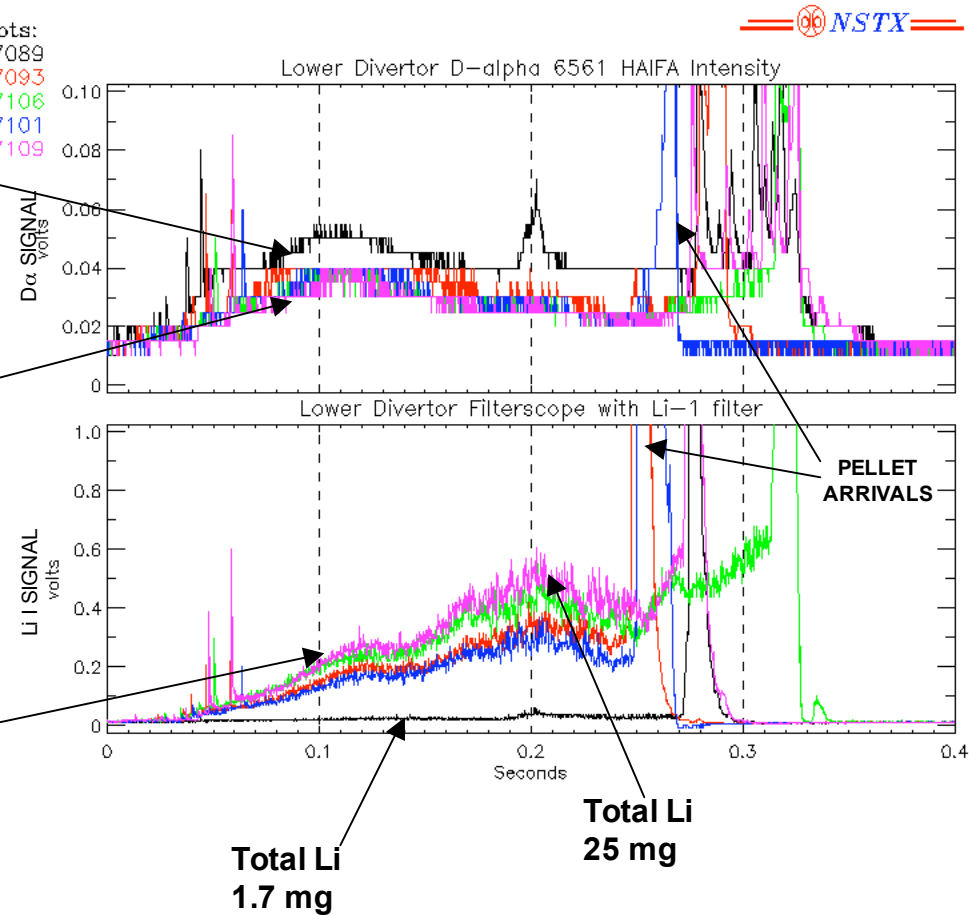 NSTX
ots:
7089
7093
7106
7101
7109
Lower Divertor D-alpha 6561 HAIFA Intensity
0.10
0.08
0.06
0.04
0.02
0
Dα SIGNAL
volts
Lower Divertor Filterscope with Li-1 filter
1.0
0.8
0.6
0.4
0.2
0
Li I SIGNAL
volts
PELLET
ARRIVALS
0
0.1
0.2
0.3
0.4
Seconds
Total Li
25 mg
Total Li
1.7 mg